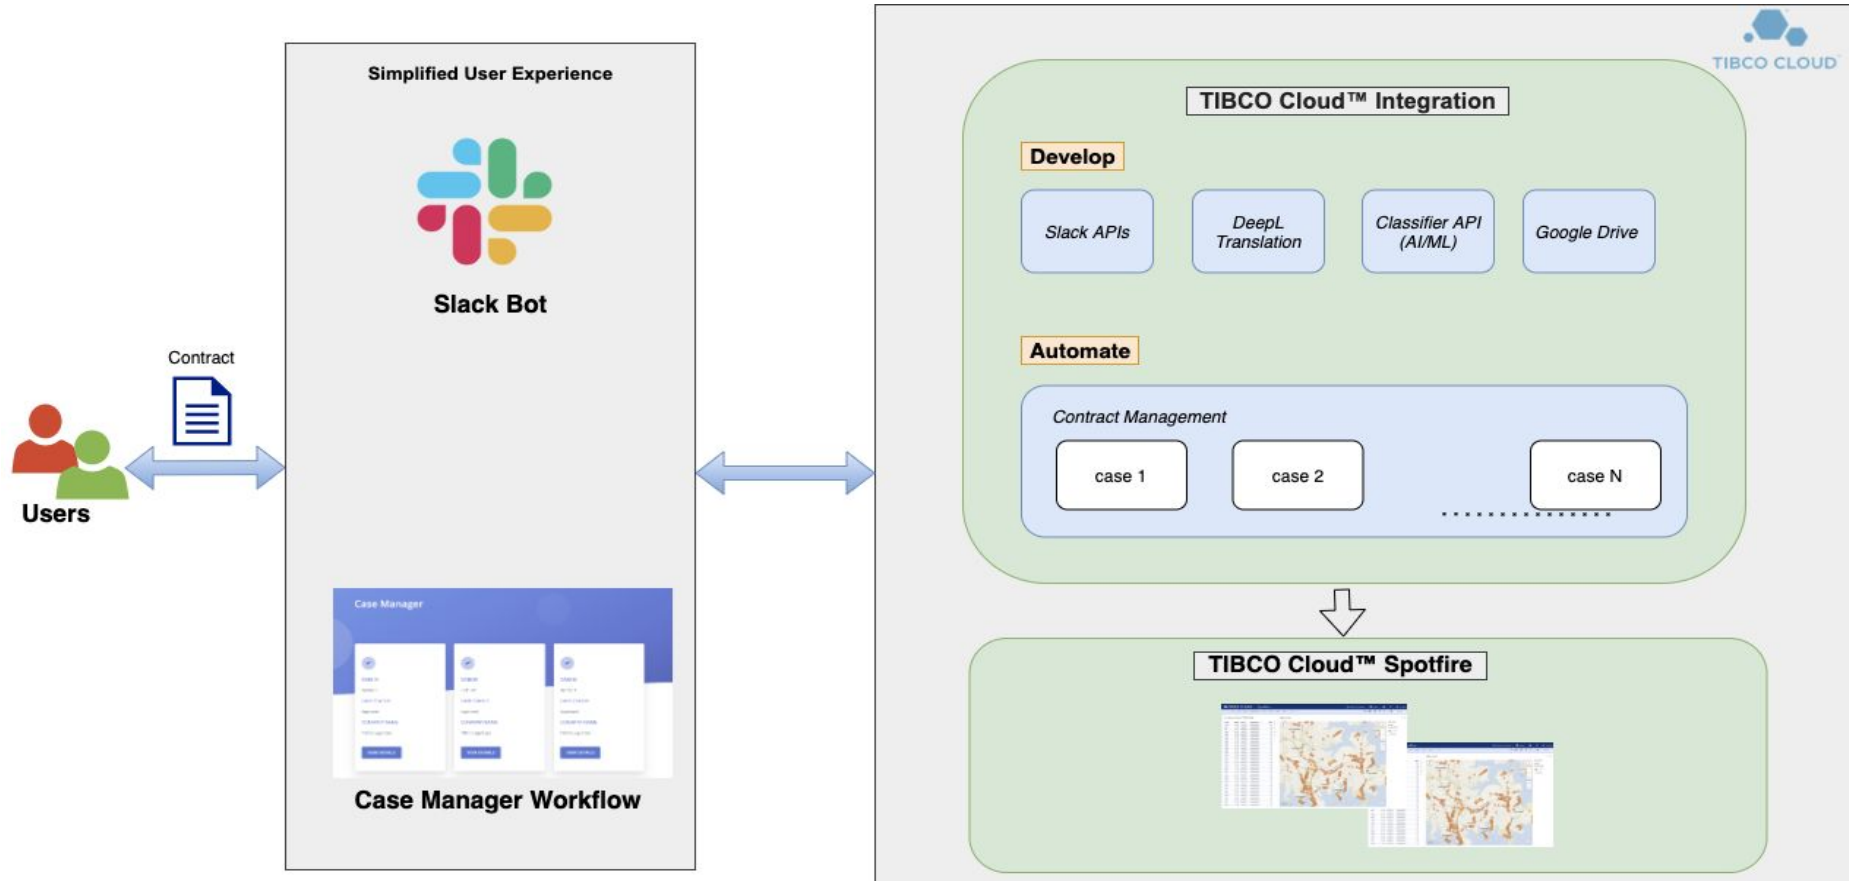 Simplified User Experience
Slack Bot
Contract
Users
Case Manager
Case Manager Workflow
TIBCO CLOUD
TIBCO Cloud™ Integration
Develop
Slack APIs
DeepL
Translation
Classifier API
(AI/ML)
Google Drive
Automate
Contract Management
case 1
case 2
case N
TIBCO Cloud™ Spotfire